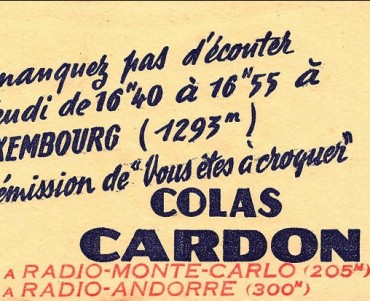 manquez pas d'écouter
eudi de 16ʰ40 à 16ʰ55 à
XEMBOURG (1293ᵐ)
émission de "Vous êtes à croquer"
COLAS
CARDON
A RADIO-MONTE-CARLO (205ᴹ)
A RADIO-ANDORRE (300ᴹ)